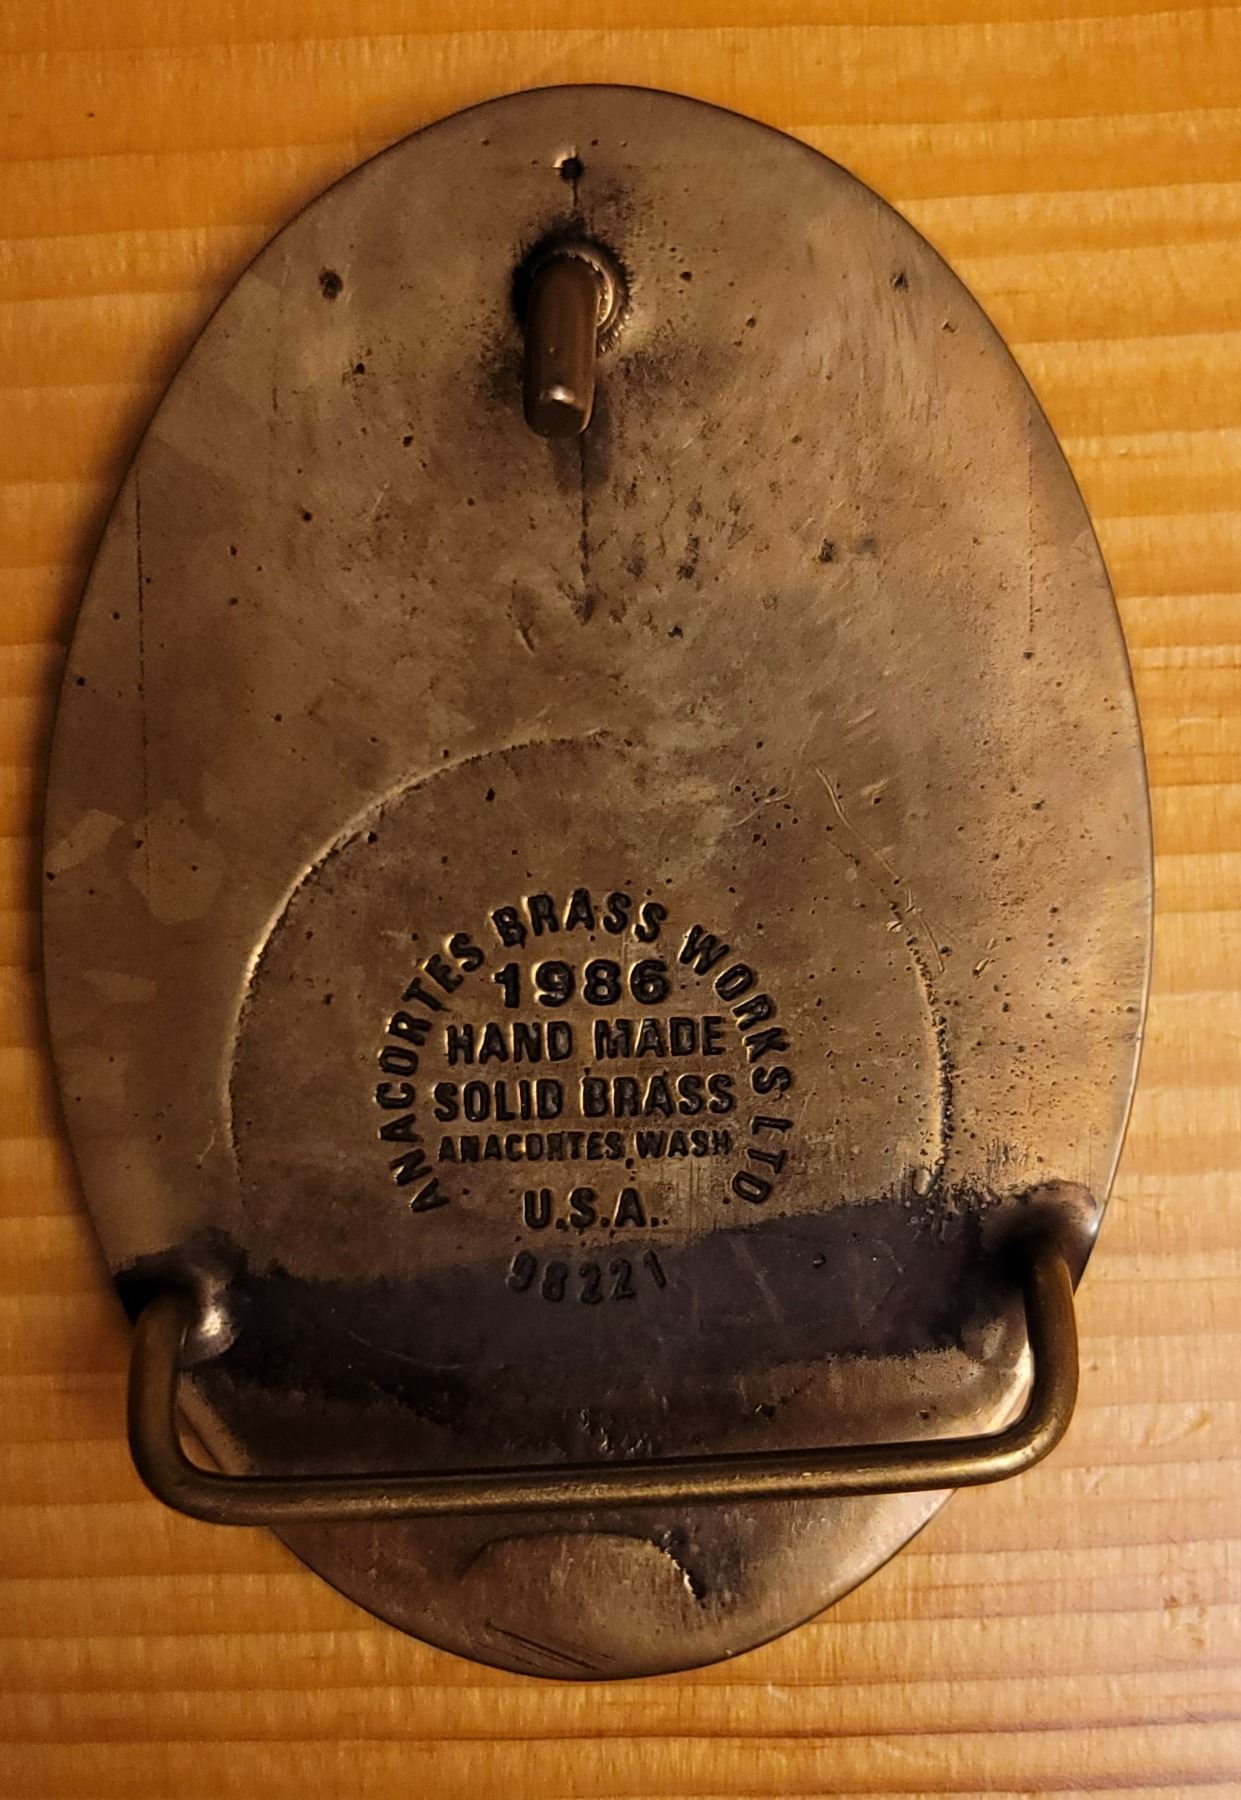 ANACORTES BRASS WORKS LTD
1986
HAND MADE
SOLID BRASS
ANACORTES, WASH
U.S.A.
98221